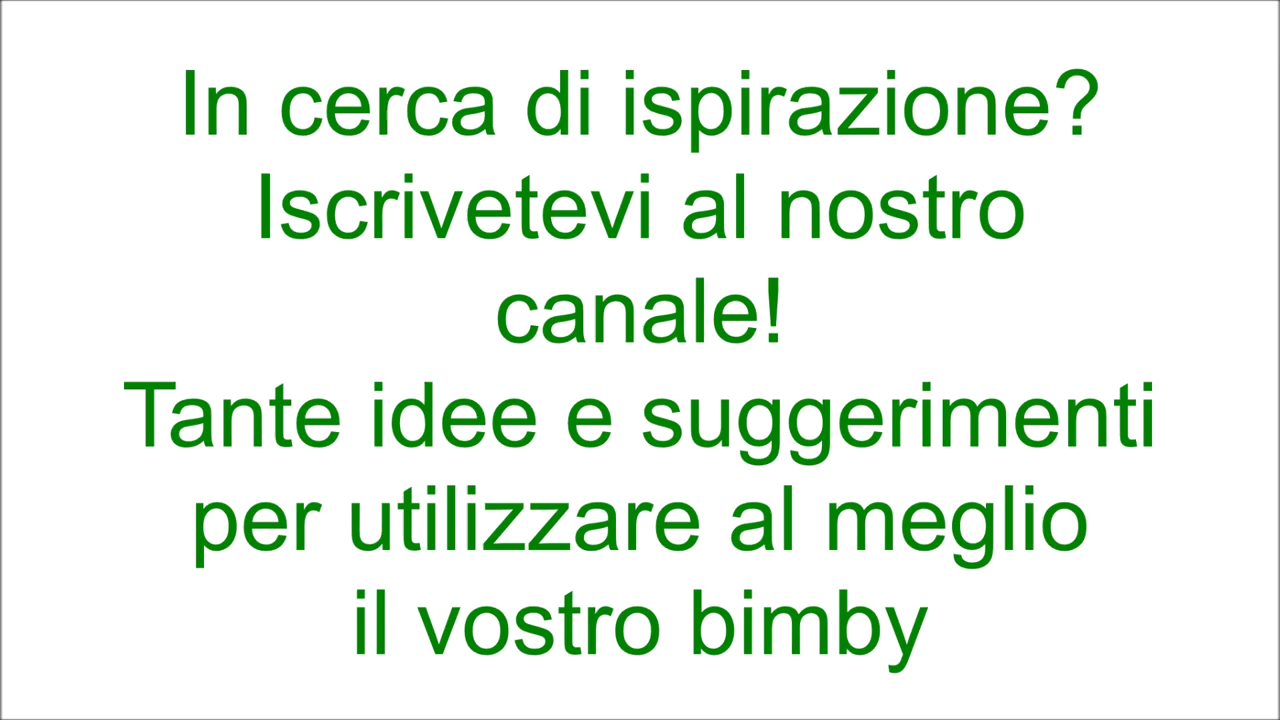 In cerca di ispirazione?
Iscrivetevi al nostro
canale!
Tante idee e suggerimenti
per utilizzare al meglio
il vostro bimby